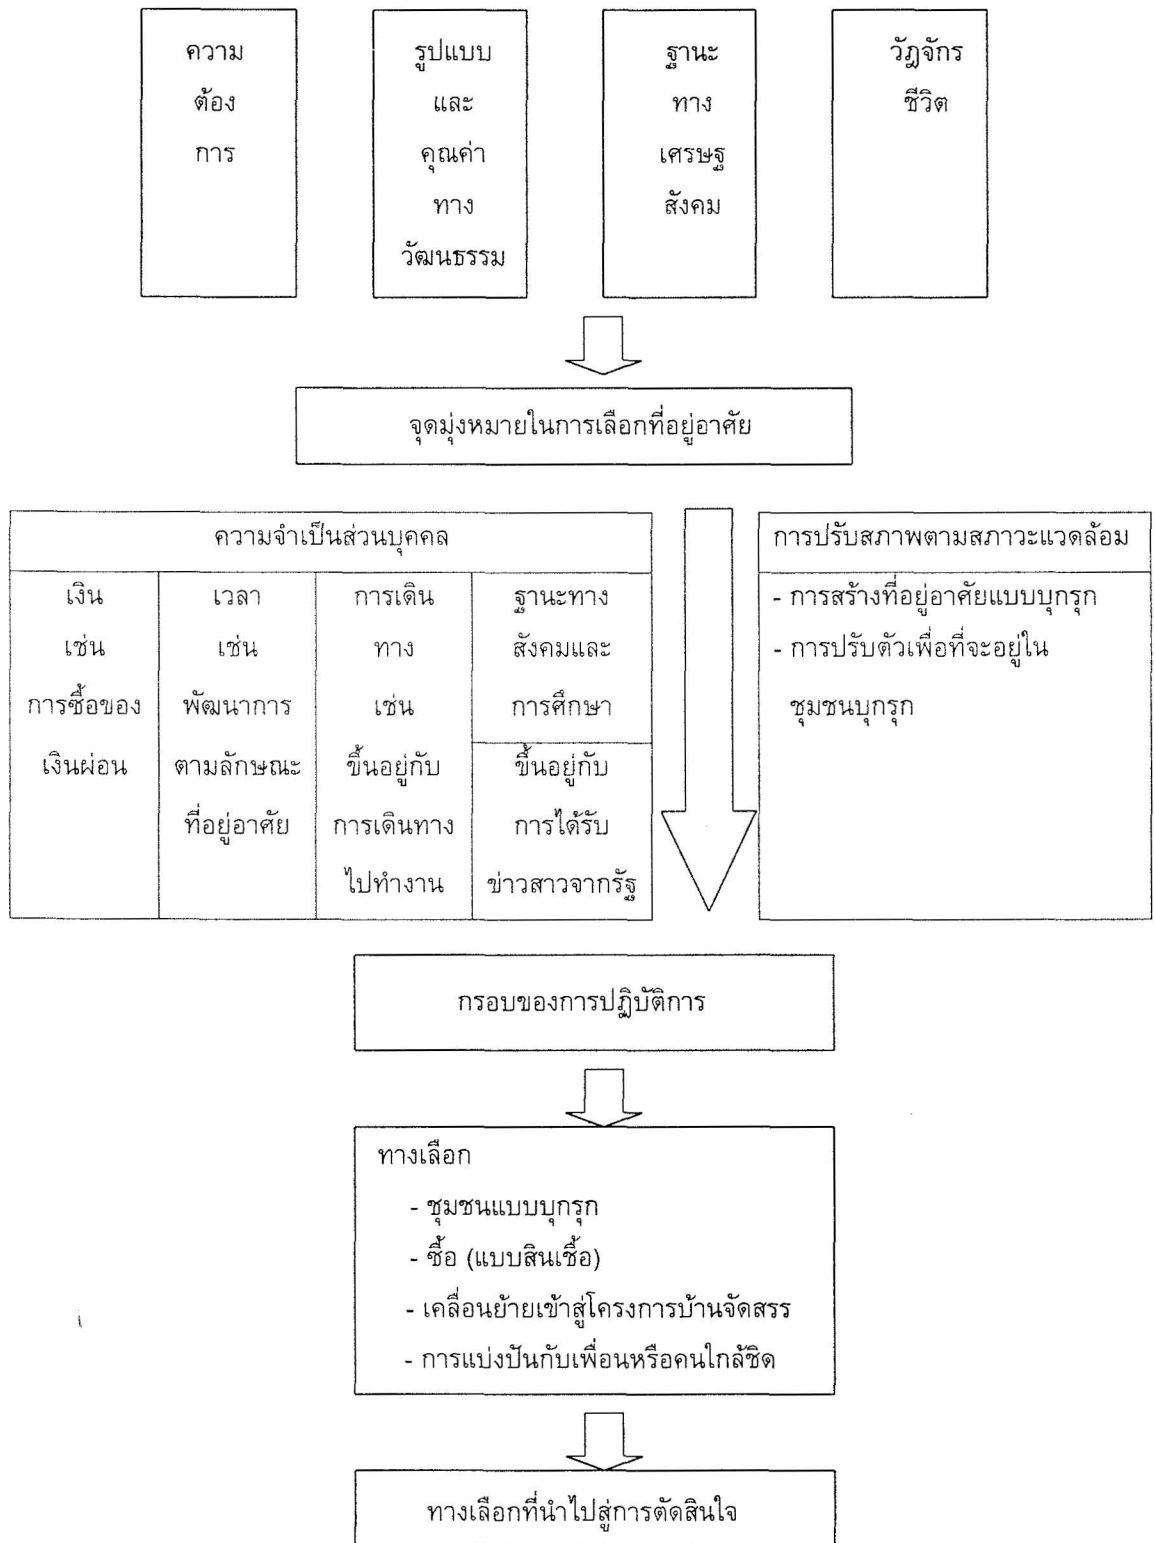 ความ
ต้อง
การ
รูปแบบ
และ
คุณค่า
ทาง
วัฒนธรรม
ฐานะ
ทาง
เศรษฐ
สังคม
วัฎจักร
ชีวิต
จุดมุ่งหมายในการเลือกที่อยู่อาศัย
ความจำเป็นส่วนบุคคล
เงิน
เช่น
การซื้อของ
เงินผ่อน
เวลา
เช่น
พัฒนาการ
ตามลักษณะ
ที่อยู่อาศัย
การเดิน
ทาง
เช่น
ขึ้นอยู่กับ
การเดินทาง
ไปทำงาน
ฐานะทาง
สังคมและ
การศึกษา
ขึ้นอยู่กับ
การได้รับ
ข่าวสาวจากรัฐ
การปรับสภาพตามสภาวะแวดล้อม
- การสร้างที่อยู่อาศัยแบบบุกรุก
- การปรับตัวเพื่อที่จะอยู่ใน
ชุมชนบุกรุก
กรอบของการปฏิบัติการ
ทางเลือก
- ชุมชนแบบบุกรุก
- ซื้อ (แบบสินเชื้อ)
- เคลื่อนย้ายเข้าสู่โครงการบ้านจัดสรร
- การแบ่งปันกับเพื่อนหรือคนใกล้ชิด
ทางเลือกที่นำไปสู่การตัดสินใจ